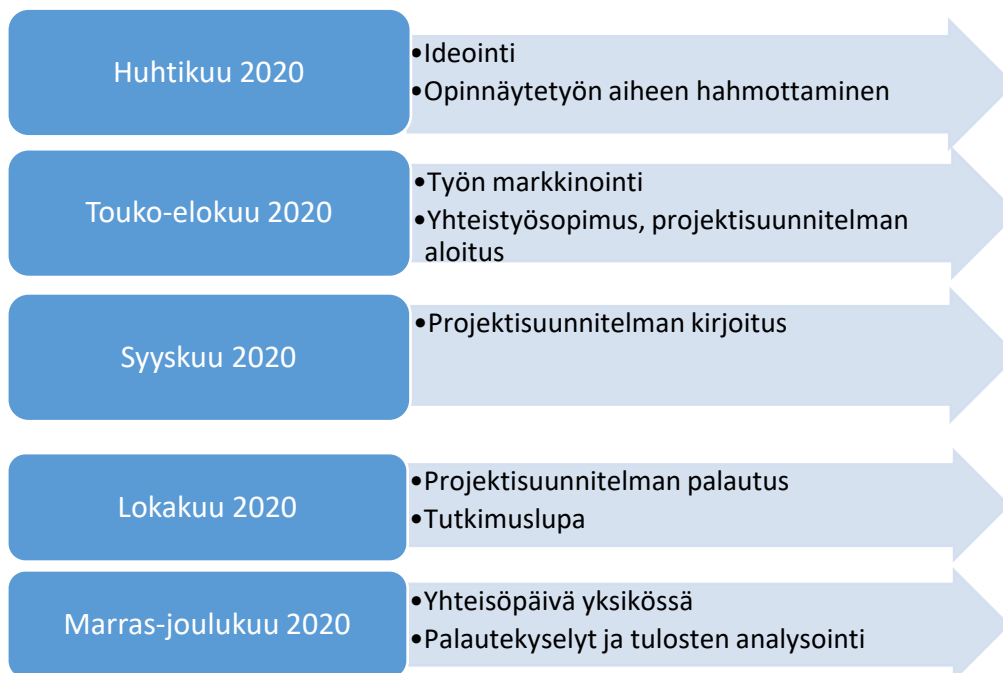 Huhtikuu 2020
•Ideointi
•Opinnäytetyön aiheen hahmottaminen
Touko-elokuu 2020
•Työn markkinointi
•Yhteistyösopimus, projektisuunnitelman
aloitus
Syyskuu 2020
•Projektisuunnitelman kirjoitus
Lokakuu 2020
•Projektisuunnitelman palautus
•Tutkimuslupa
Marras-joulukuu 2020
•Yhteisöpäivä yksikössä
•Palautekyselyt ja tulosten analysointi